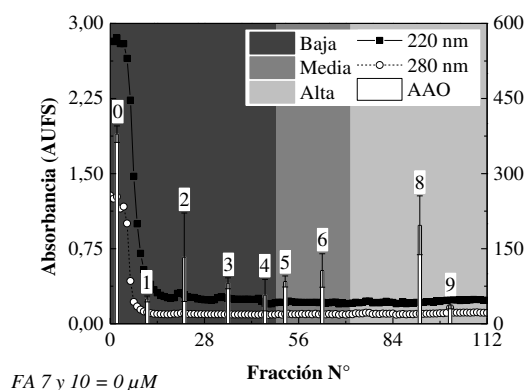 3,00
600
Baja
220 nm
Media
280 nm
Alta
AAO
2,25
450
0
1,50
300
2
8
0,75
150
6
3
4
5
1
9
0,00
0
0
28
56
84
112
Absorbancia (AUFS)
Fracción N°
FA 7 y 10 = 0 µM